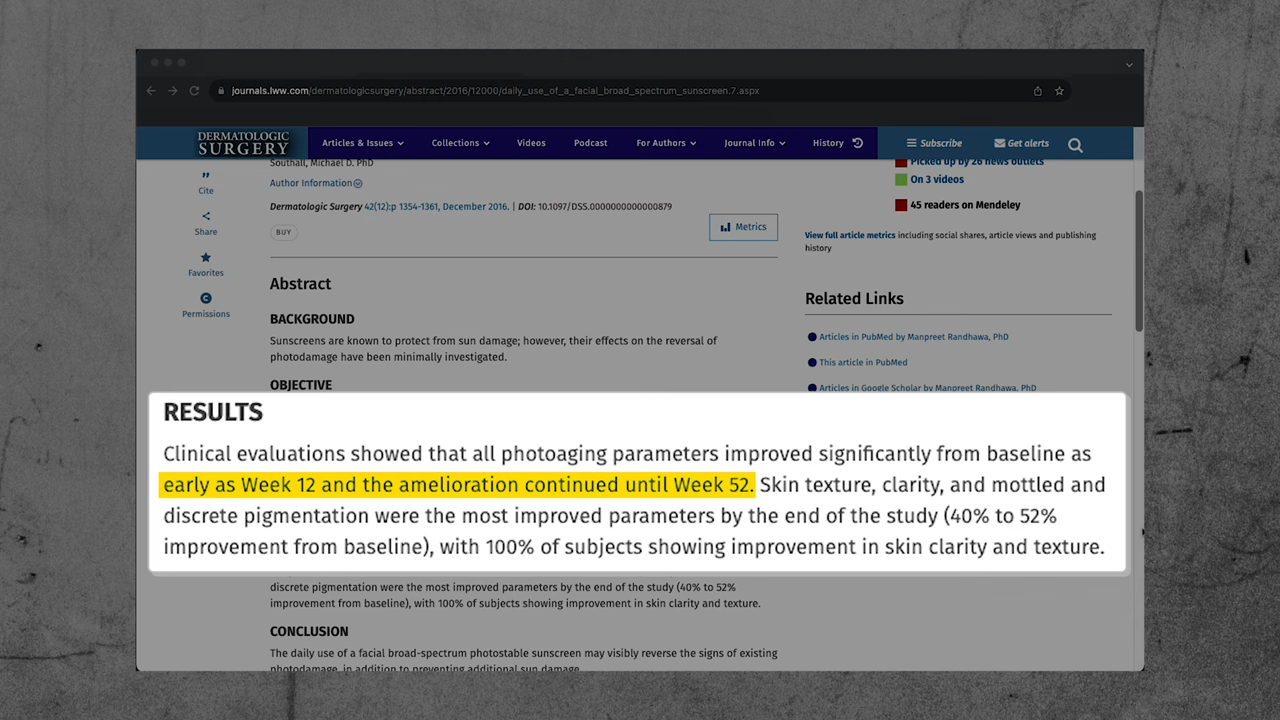 journals.lww.com/dermatologicsurgery/abstract/2016/12000/daily_use_of_a_facial_broad_spectrum_sunscreen.7.aspx
DERMATOLOGIC
SURGERY
Articles & Issues
Collections
Videos
Podcast
For Authors
Journal Info
History
Subscribe
Get alerts
Cite
Share
Favorites
Permissions
Southall, Michael D. PhD
Author Information
Dermatologic Surgery 42(12):p 1354-1361, December 2016. | DOI: 10.1097/DSS.0000000000000879
BUY
Metrics
Abstract
BACKGROUND
Sunscreens are known to protect from sun damage; however, their effects on the reversal of
photodamage have been minimally investigated.
OBJECTIVE
Picked up by 26 news outlets
On 3 videos
45 readers on Mendeley
View full article metrics including social shares, article views and publishing
history
Related Links
Articles in PubMed by Manpreet Randhawa, PhD
This article in PubMed
Articles in Google Scholar by Manpreet Randhawa, PhD
RESULTS
Clinical evaluations showed that all photoaging parameters improved significantly from baseline as
early as Week 12 and the amelioration continued until Week 52. Skin texture, clarity, and mottled and
discrete pigmentation were the most improved parameters by the end of the study (40% to 52%
improvement from baseline), with 100% of subjects showing improvement in skin clarity and texture.
discrete pigmentation were the most improved parameters by the end of the study (40% to 52%
improvement from baseline), with 100% of subjects showing improvement in skin clarity and texture.
CONCLUSION
The daily use of a facial broad-spectrum photostable sunscreen may visibly reverse the signs of existing
photodamage, in addition to preventing additional sun damage.